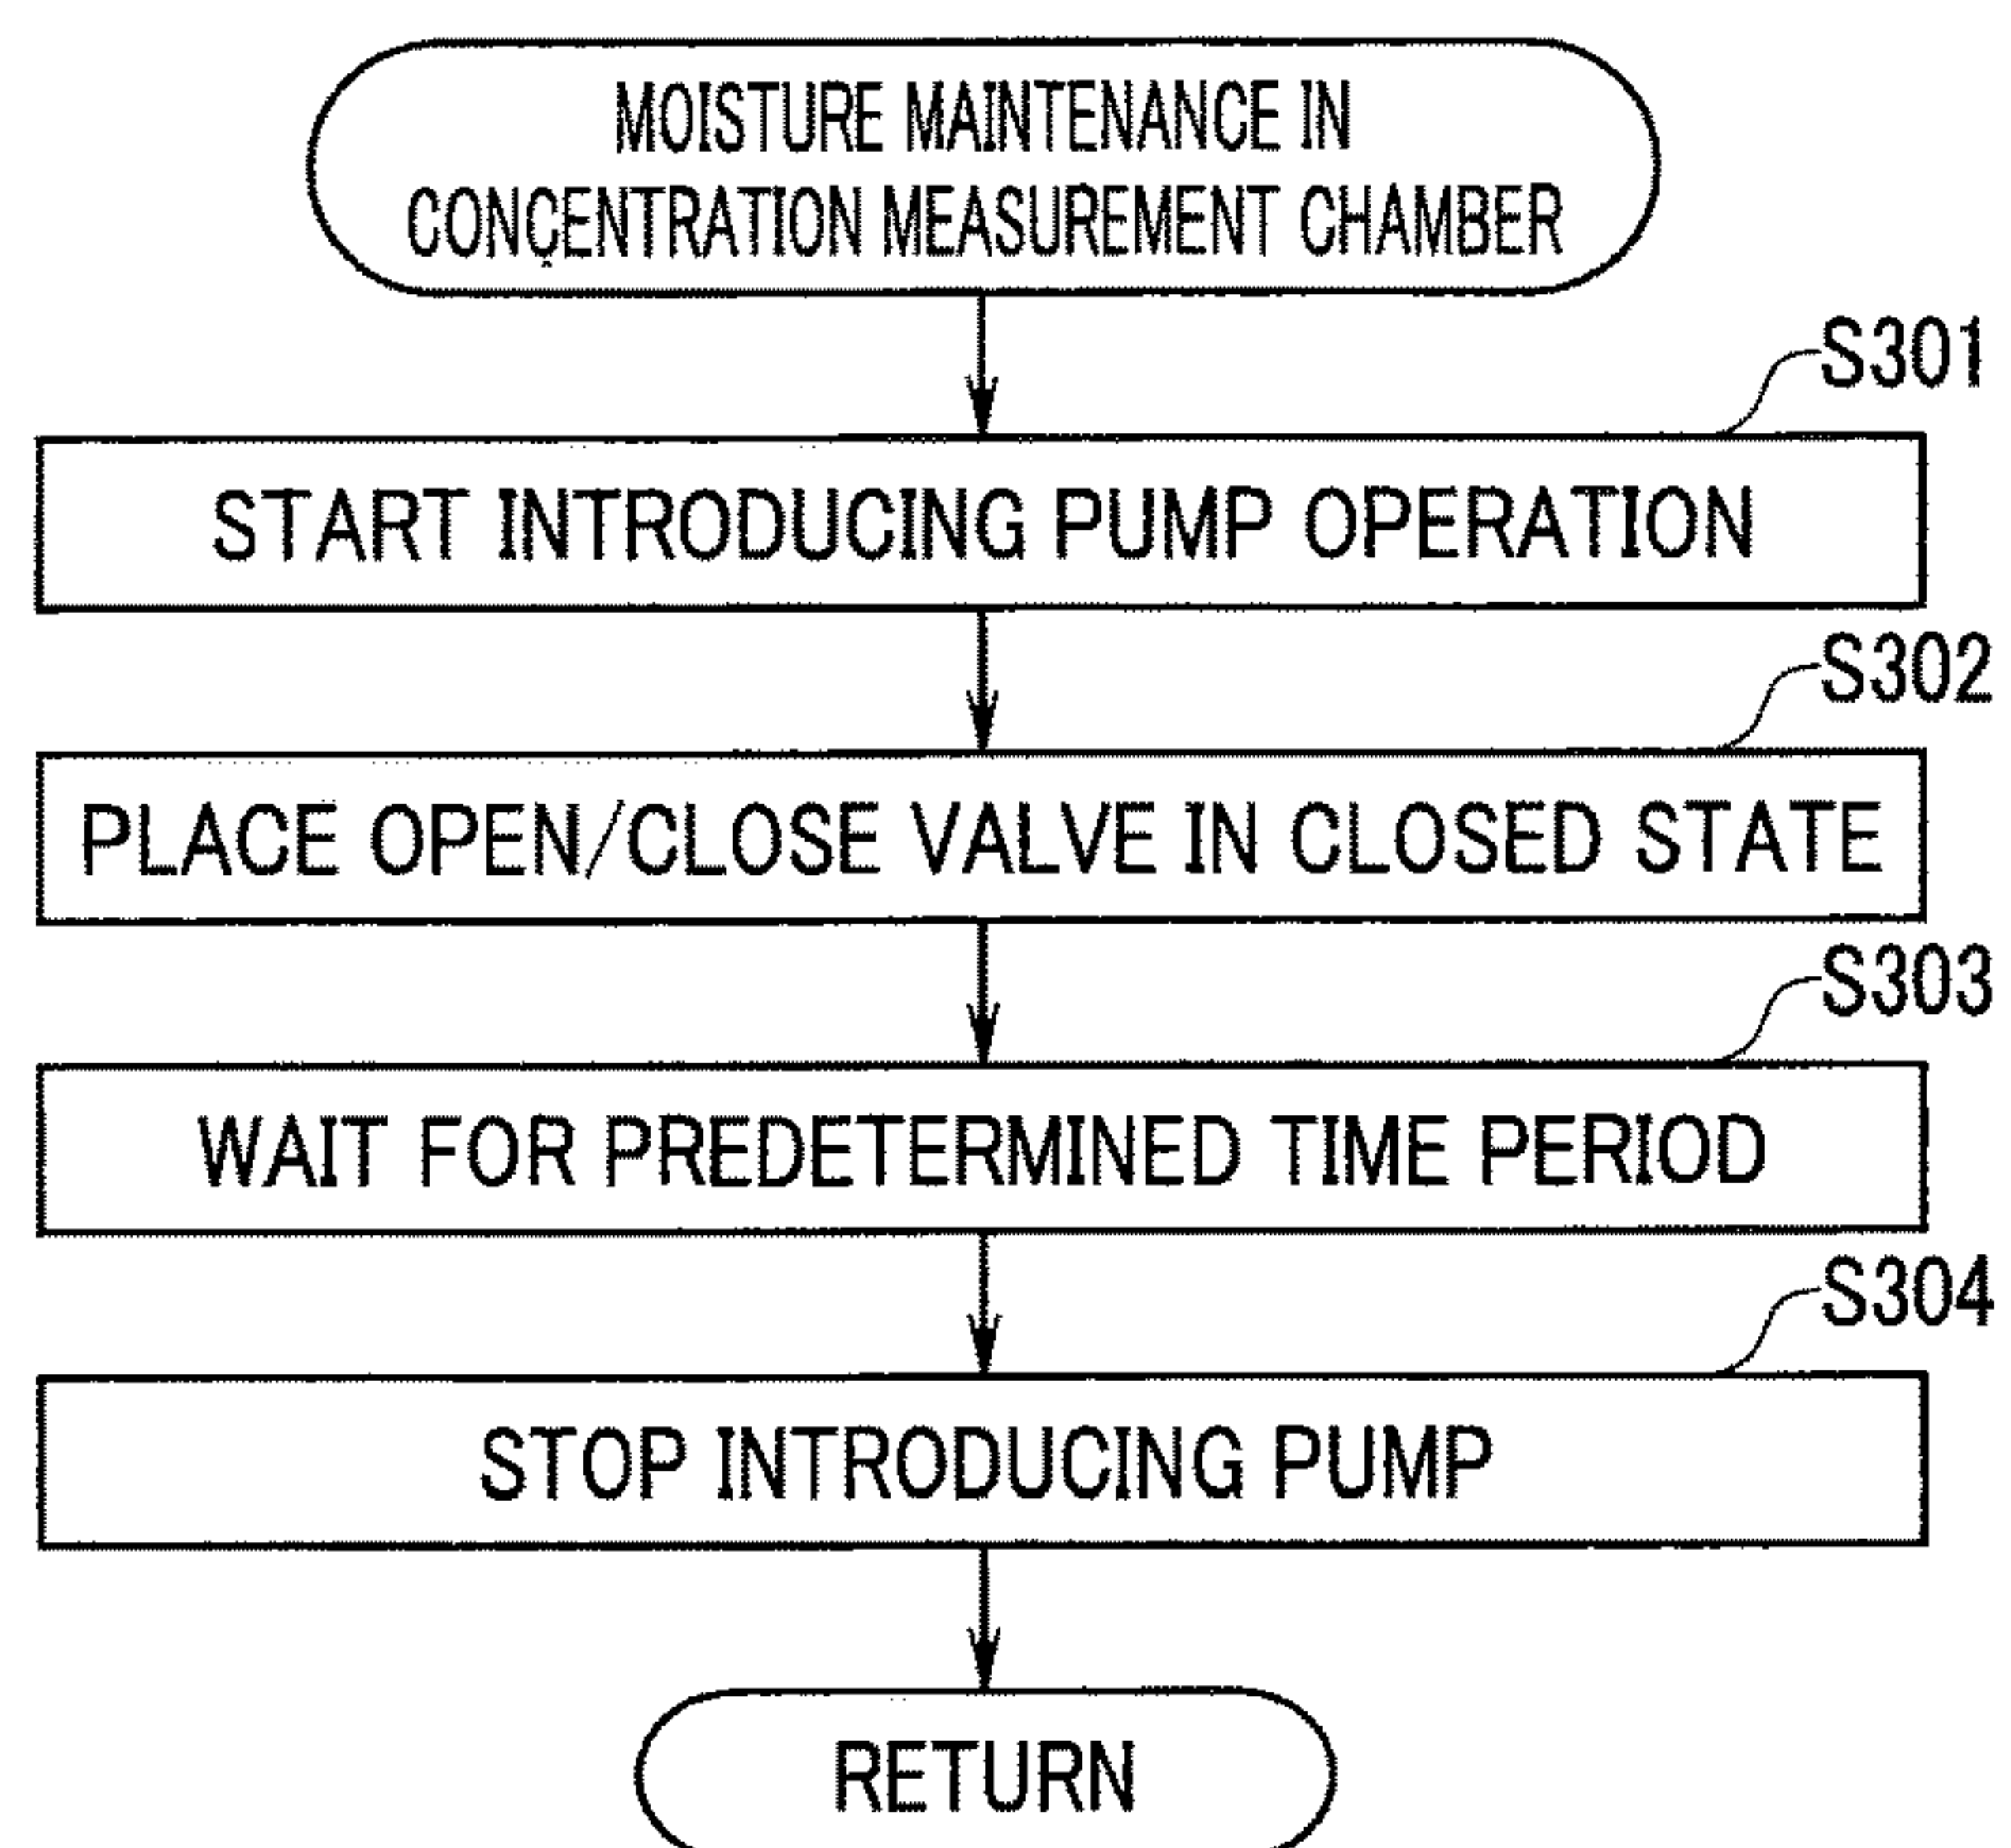 MOISTURE MAINTENANCE IN
CONCENTRATION MEASUREMENT CHAMBER
S301
START INTRODUCING PUMP OPERATION
S302
PLACE OPEN/CLOSE VALVE IN CLOSED STATE
S303
WAIT FOR PREDETERMINED TIME PERIOD
S304
STOP INTRODUCING PUMP
RETURN